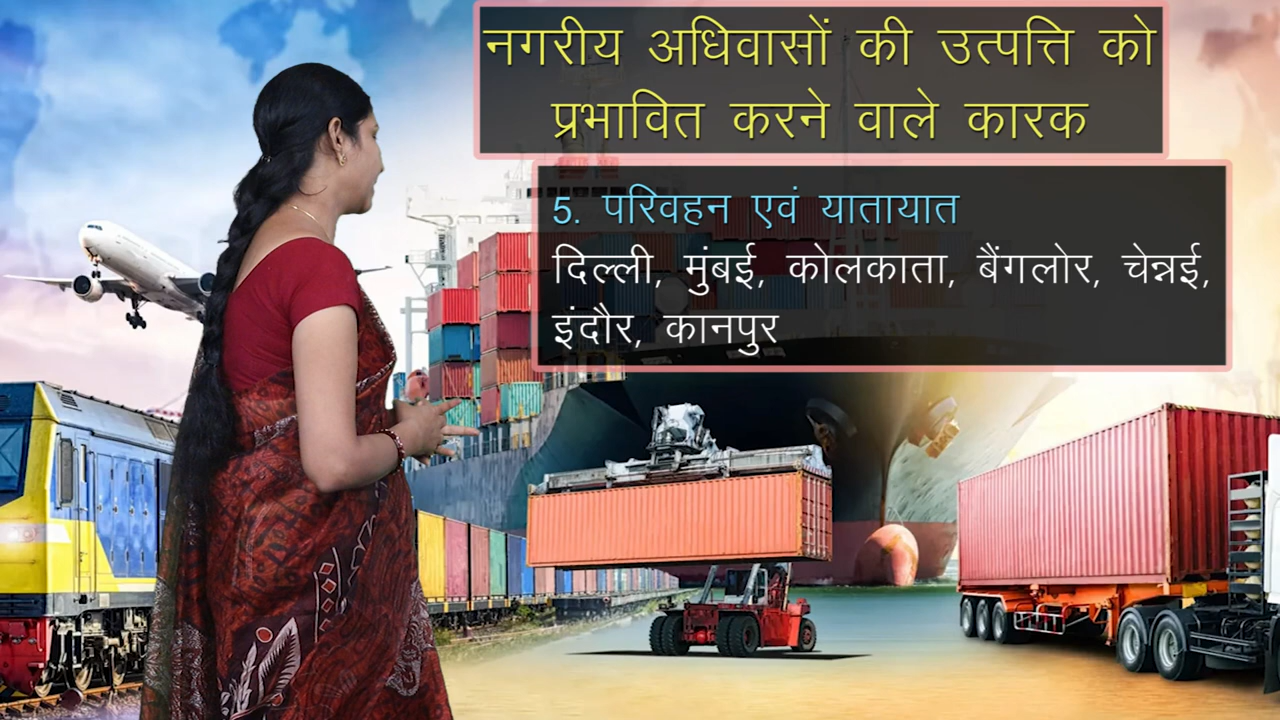 नगरीय अधिवासों की उत्पत्ति को
प्रभावित करने वाले कारक
5. परिवहन एवं यातायात
दिल्ली, मुंबई, कोलकाता, बैंगलोर, चेन्नई,
इंदौर, कानपुर